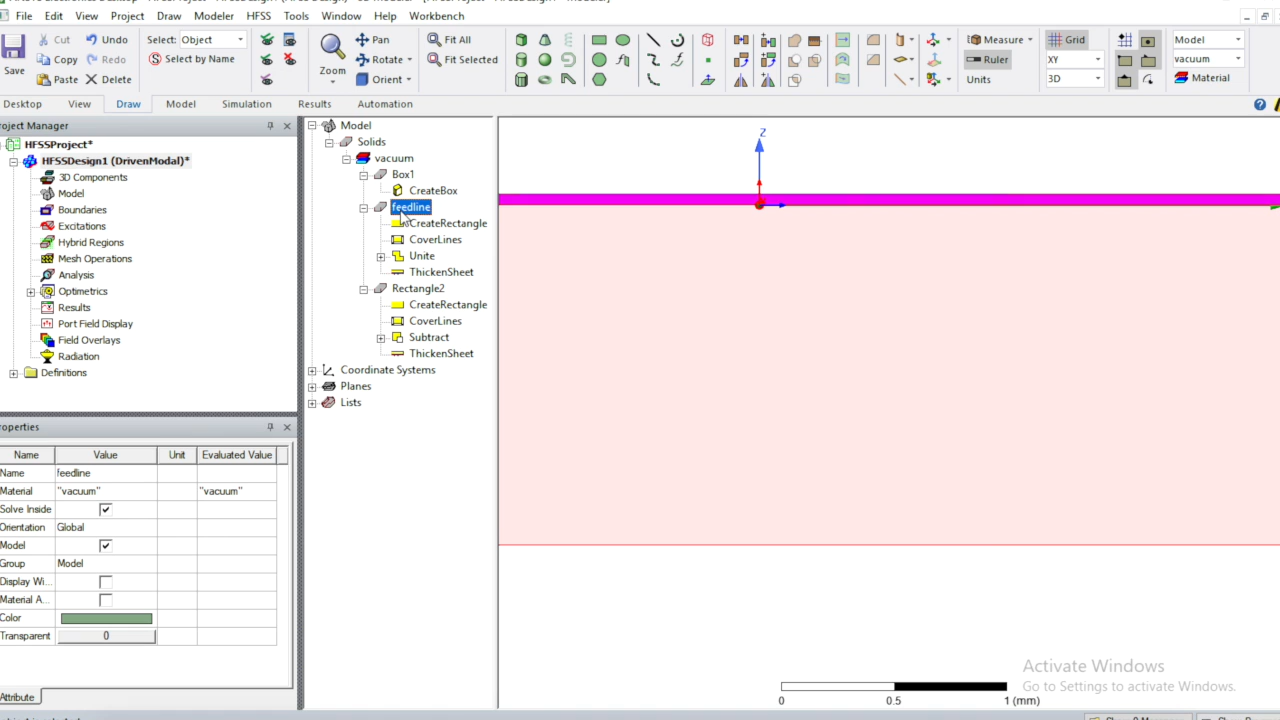 File Edit View Project Draw Modeler HFSS Tools Window Help Workbench
Save Cut Copy Paste Undo Redo Delete
Select: Object
Select by Name
Zoom Pan Rotate Orient
Fit All
Fit Selected
Measure
Ruler
Units
Grid
XY
3D
Model
vacuum
Material
Desktop View Draw Model Simulation Results Automation
roject Manager
HFSSProject*
HFSSDesign1 (DrivenModal)*
3D Components
Model
Boundaries
Excitations
Hybrid Regions
Mesh Operations
Analysis
Optimetrics
Results
Port Field Display
Field Overlays
Radiation
Definitions
roperties
Name Value Unit Evaluated Value
Name feedline
Material "vacuum" "vacuum"
Solve Inside
Orientation Global
Model
Group Model
Display Wi...
Material A...
Color
Transparent 0
Attribute
Model
Solids
vacuum
Box1
CreateBox
feedline
CreateRectangle
CoverLines
Unite
ThickenSheet
Rectangle2
CreateRectangle
CoverLines
Subtract
ThickenSheet
Coordinate Systems
Planes
Lists
Z
Activate Windows
Go to Settings to activate Windows.
0 0.5 1 (mm)